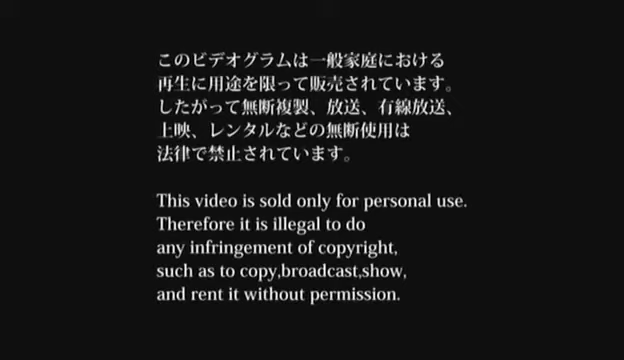 このビデオグラムは一般家庭における
再生に用途を限って販売されています。
したがって無断複製、放送、有線放送、
上映、レンタルなどの無断使用は
法律で禁止されています。
This video is sold only for personal use.
Therefore it is illegal to do
any infringement of copyright,
such as to copy,broadcast,show,
and rent it without permission.